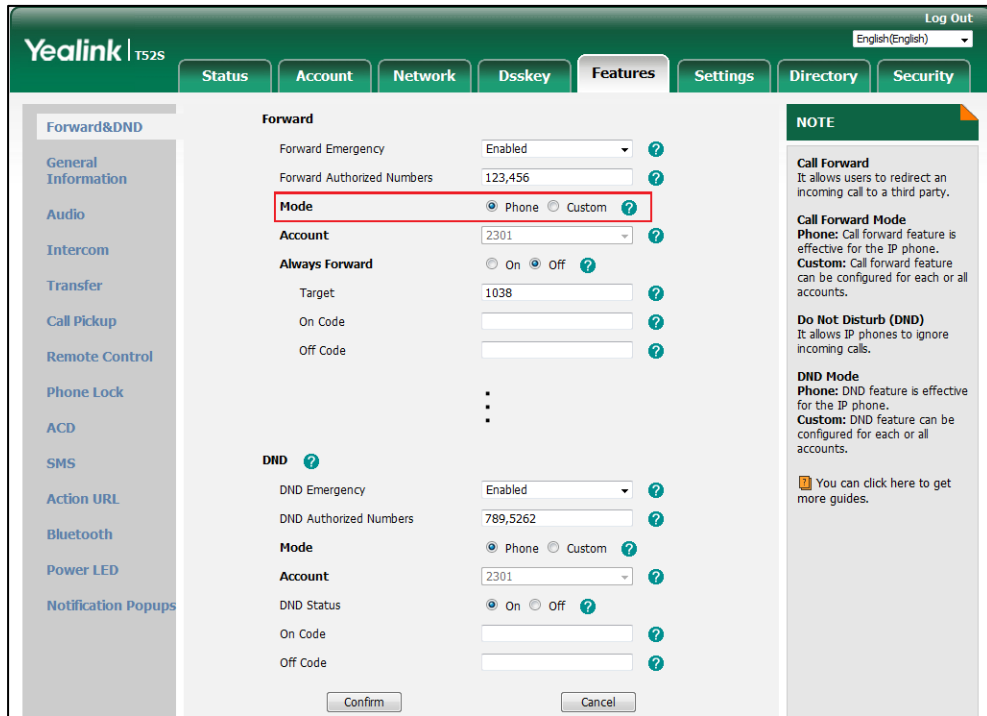 Log Out
Yealink T52S
English(English)
Status Account Network Dsskey Features Settings Directory Security
Forward&DND
General
Information
Audio
Intercom
Transfer
Call Pickup
Remote Control
Phone Lock
ACD
SMS
Action URL
Bluetooth
Power LED
Notification Popups
Forward
Forward Emergency Enabled ?
Forward Authorized Numbers 123,456 ?
Mode Phone Custom ?
Account 2301 ?
Always Forward On Off ?
Target 1038 ?
On Code ?
Off Code ?
DND ?
DND Emergency Enabled ?
DND Authorized Numbers 789,5262 ?
Mode Phone Custom ?
Account 2301 ?
DND Status On Off ?
On Code ?
Off Code ?
Confirm Cancel
NOTE
Call Forward
It allows users to redirect an
incoming call to a third party.
Call Forward Mode
Phone: Call forward feature is
effective for the IP phone.
Custom: Call forward feature
can be configured for each or all
accounts.
Do Not Disturb (DND)
It allows IP phones to ignore
incoming calls.
DND Mode
Phone: DND feature is effective
for the IP phone.
Custom: DND feature can be
configured for each or all
accounts.
? You can click here to get
more guides.